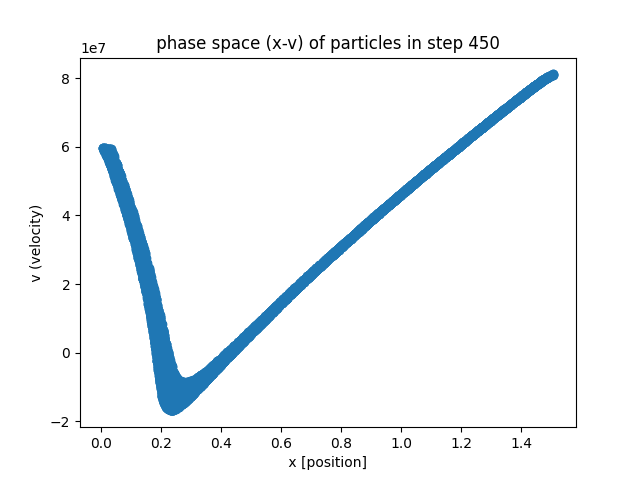 phase space (x-v) of particles in step 450
1e7
8
6
4
2
0
−2
v (velocity)
0.0 0.2 0.4 0.6 0.8 1.0 1.2 1.4
x [position]